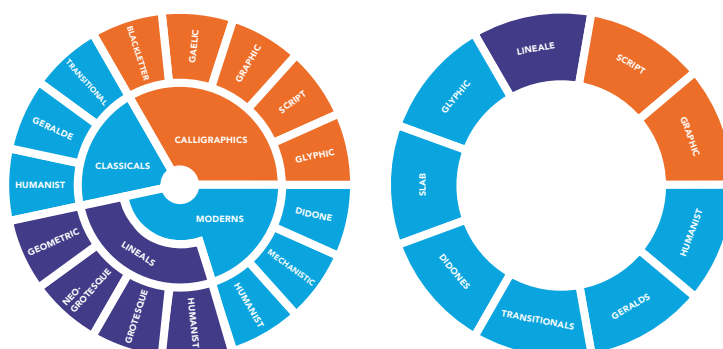 BLACKLETTER
GAELIC
GRAPHIC
SCRIPT
GLYPHIC
DIDONE
MECHANISTIC
HUMANIST
HUMANIST
GROTESQUE
NEO-
GROTESQUE
GEOMETRIC
HUMANIST
GERALDE
TRANSITIONAL
CALLIGRAPHICS
CLASSICALS
MODERNS
LINEALS
LINEALE
SCRIPT
GRAPHIC
HUMANIST
GERALDS
TRANSITIONALS
DIDONES
SLAB
GLYPHIC